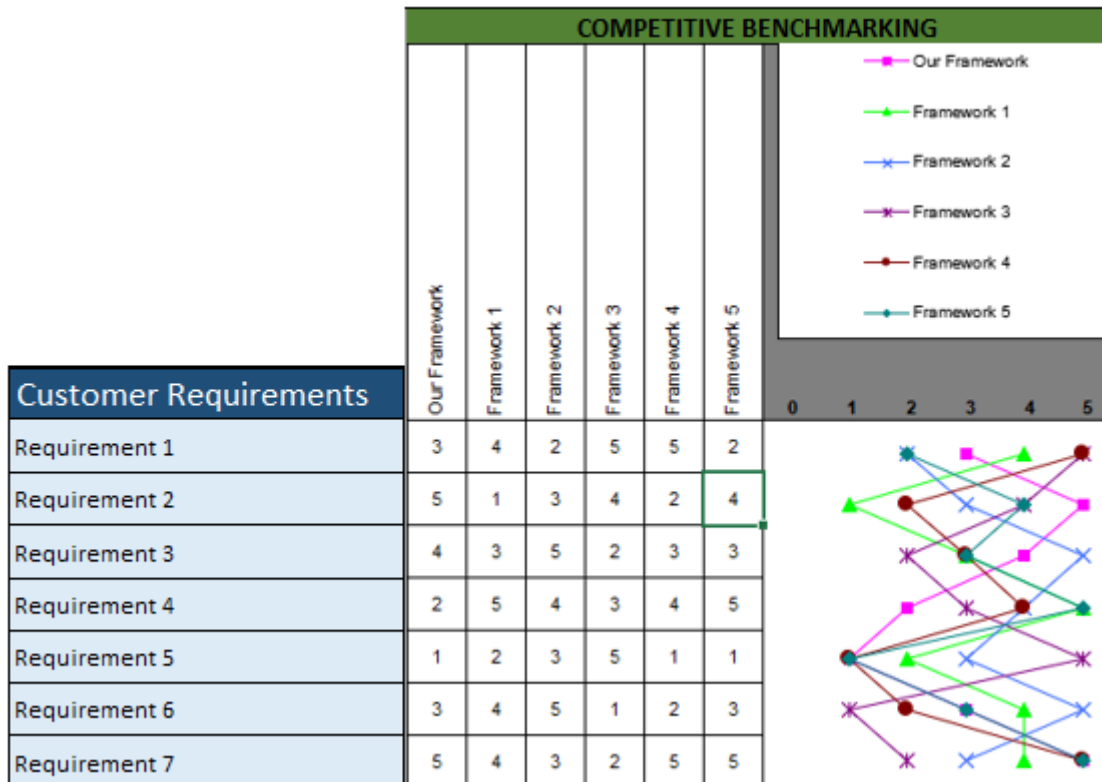 COMPETITIVE BENCHMARKING
Our Framework
Framework 1
Framework 2
Framework 3
Framework 4
Framework 5
Customer Requirements
Our Framework
Framework 1
Framework 2
Framework 3
Framework 4
Framework 5
0 1 2 3 4 5
Requirement 1 3 4 2 5 5 2
Requirement 2 5 1 3 4 2 4
Requirement 3 4 3 5 2 3 3
Requirement 4 2 5 4 3 4 5
Requirement 5 1 2 3 5 1 1
Requirement 6 3 4 5 1 2 3
Requirement 7 5 4 3 2 5 5